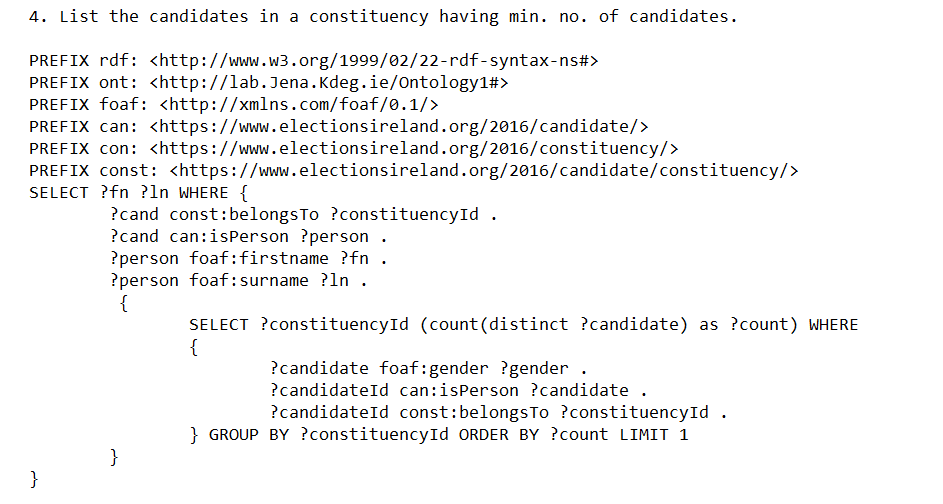 4. List the candidates in a constituency having min. no. of candidates.
PREFIX rdf: <http://www.w3.org/1999/02/22-rdf-syntax-ns#>
PREFIX ont: <http://lab.Jena.Kdeg.ie/Ontology1#>
PREFIX foaf: <http://xmlns.com/foaf/0.1/>
PREFIX can: <https://www.electionsireland.org/2016/candidate/>
PREFIX con: <https://www.electionsireland.org/2016/constituency/>
PREFIX const: <https://www.electionsireland.org/2016/candidate/constituency/>
SELECT ?fn ?ln WHERE {
?cand const:belongsTo ?constituencyId .
?cand can:isPerson ?person .
?person foaf:firstname ?fn .
?person foaf:surname ?ln .
{
SELECT ?constituencyId (count(distinct ?candidate) as ?count) WHERE
{
?candidate foaf:gender ?gender .
?candidateId can:isPerson ?candidate .
?candidateId const:belongsTo ?constituencyId .
} GROUP BY ?constituencyId ORDER BY ?count LIMIT 1
}
}